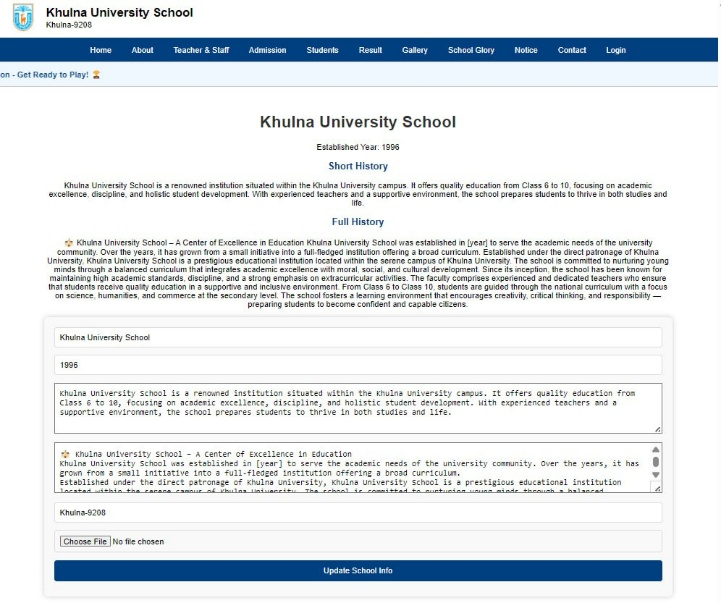 Khulna University School
Khulna-9208
Home About Teacher & Staff Admission Students Result Gallery School Glory Notice Contact Login
on - Get Ready to Play! 🏆
Khulna University School
Established Year: 1996
Short History
Khulna University School is a renowned institution situated within the Khulna University campus. It offers quality education from Class 6 to 10, focusing on academic
excellence, discipline, and holistic student development. With experienced teachers and a supportive environment, the school prepares students to thrive in both studies and
life.
Full History
🏫 Khulna University School – A Center of Excellence in Education Khulna University School was established in [year] to serve the academic needs of the university
community. Over the years, it has grown from a small initiative into a full-fledged institution offering a broad curriculum. Established under the direct patronage of Khulna
University, Khulna University School is a prestigious educational institution located within the serene campus of Khulna University. The school is committed to nurturing young
minds through a balanced curriculum that integrates academic excellence with moral, social, and cultural development. Since its inception, the school has been known for
maintaining high academic standards, discipline, and a strong emphasis on extracurricular activities. The faculty comprises experienced and dedicated teachers who ensure
that students receive quality education in a supportive and inclusive environment. From Class 6 to Class 10, students are guided through the national curriculum with a focus
on science, humanities, and commerce at the secondary level. The school fosters a learning environment that encourages creativity, critical thinking, and responsibility —
preparing students to become confident and capable citizens.
Khulna University School
1996
Khulna University School is a renowned institution situated within the Khulna University campus. It offers quality education from
Class 6 to 10, focusing on academic excellence, discipline, and holistic student development. With experienced teachers and a
supportive environment, the school prepares students to thrive in both studies and life.
🏫 Khulna University School – A Center of Excellence in Education
Khulna University School was established in [year] to serve the academic needs of the university community. Over the years, it has
grown from a small initiative into a full-fledged institution offering a broad curriculum.
Established under the direct patronage of Khulna University, Khulna University School is a prestigious educational institution
located within the serene campus of Khulna University. The school is committed to nurturing young minds through a balanced
Khulna-9208
Choose File No file chosen
Update School Info